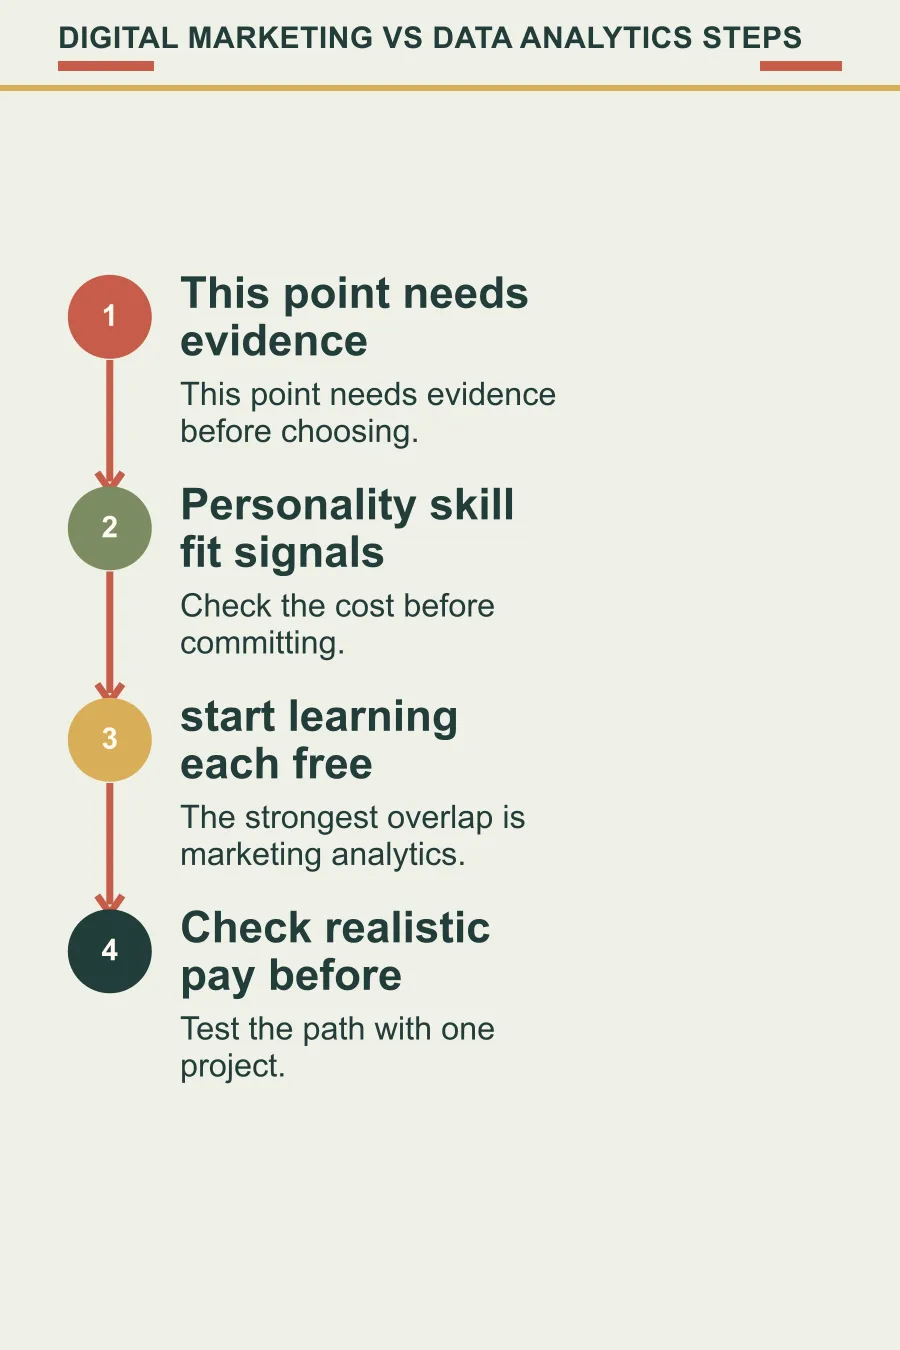 DIGITAL MARKETING VS DATA ANALYTICS STEPS
1
This point needs
evidence
This point needs evidence
before choosing.
2
Personality skill
fit signals
Check the cost before
committing.
3
start learning
each free
The strongest overlap is
marketing analytics.
4
Check realistic
pay before
Test the path with one
project.